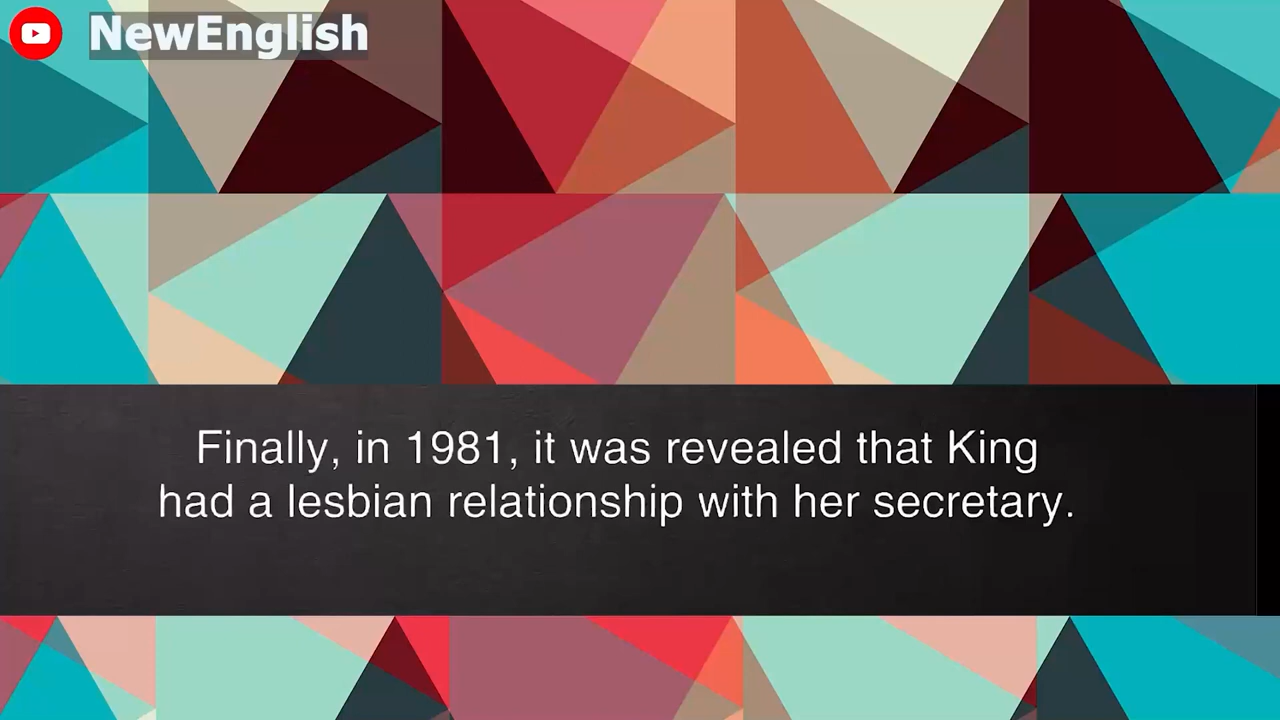 NewEnglish
Finally, in 1981, it was revealed that King
had a lesbian relationship with her secretary.